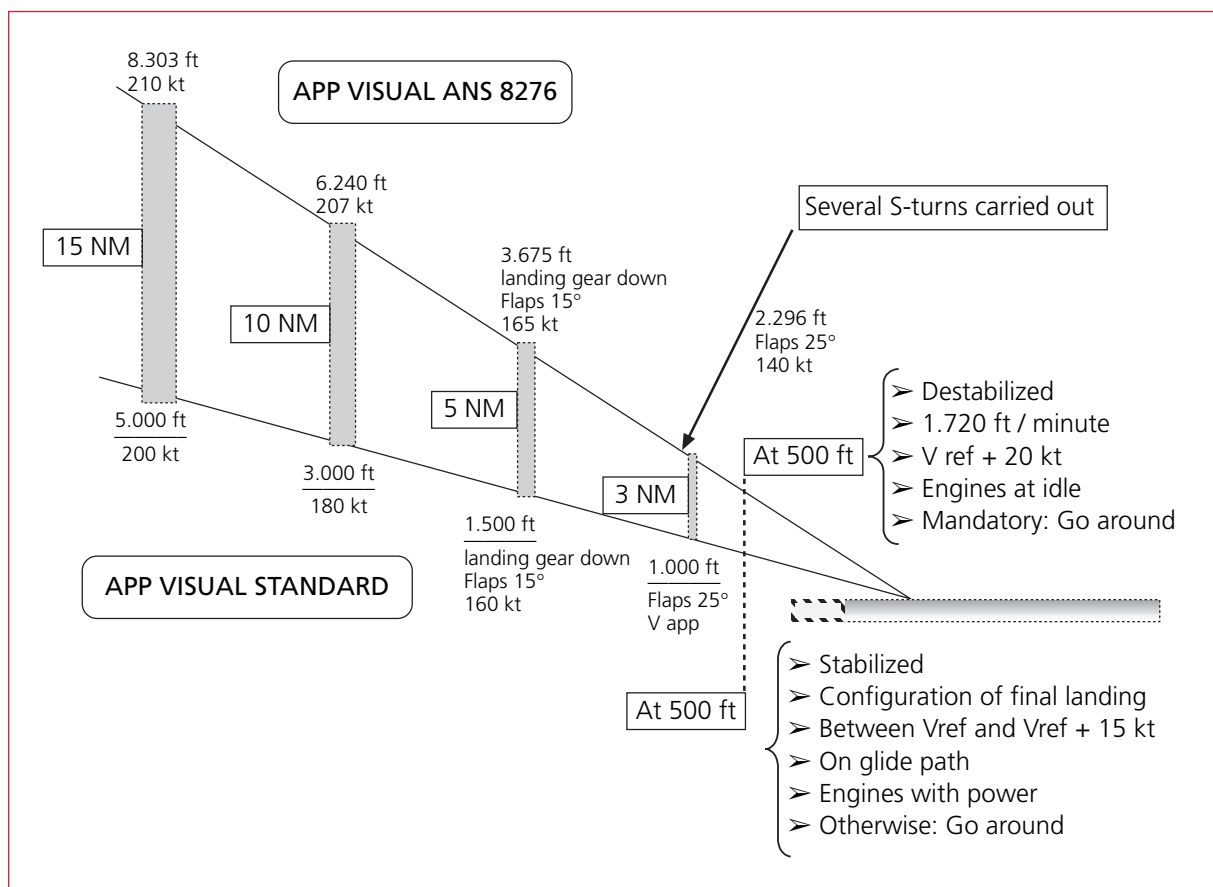 8.303 ft
210 kt
APP VISUAL ANS 8276
6.240 ft
207 kt
Several S-turns carried out
15 NM
3.675 ft
landing gear down
Flaps 15°
165 kt
10 NM
2.296 ft
Flaps 25°
140 kt
5 NM
5.000 ft
200 kt
At 500 ft
➢ Destabilized
➢ 1.720 ft / minute
➢ V ref + 20 kt
➢ Engines at idle
➢ Mandatory: Go around
3.000 ft
180 kt
3 NM
1.500 ft
landing gear down
Flaps 15°
160 kt
APP VISUAL STANDARD
1.000 ft
Flaps 25°
V app
At 500 ft
➢ Stabilized
➢ Configuration of final landing
➢ Between Vref and Vref + 15 kt
➢ On glide path
➢ Engines with power
➢ Otherwise: Go around